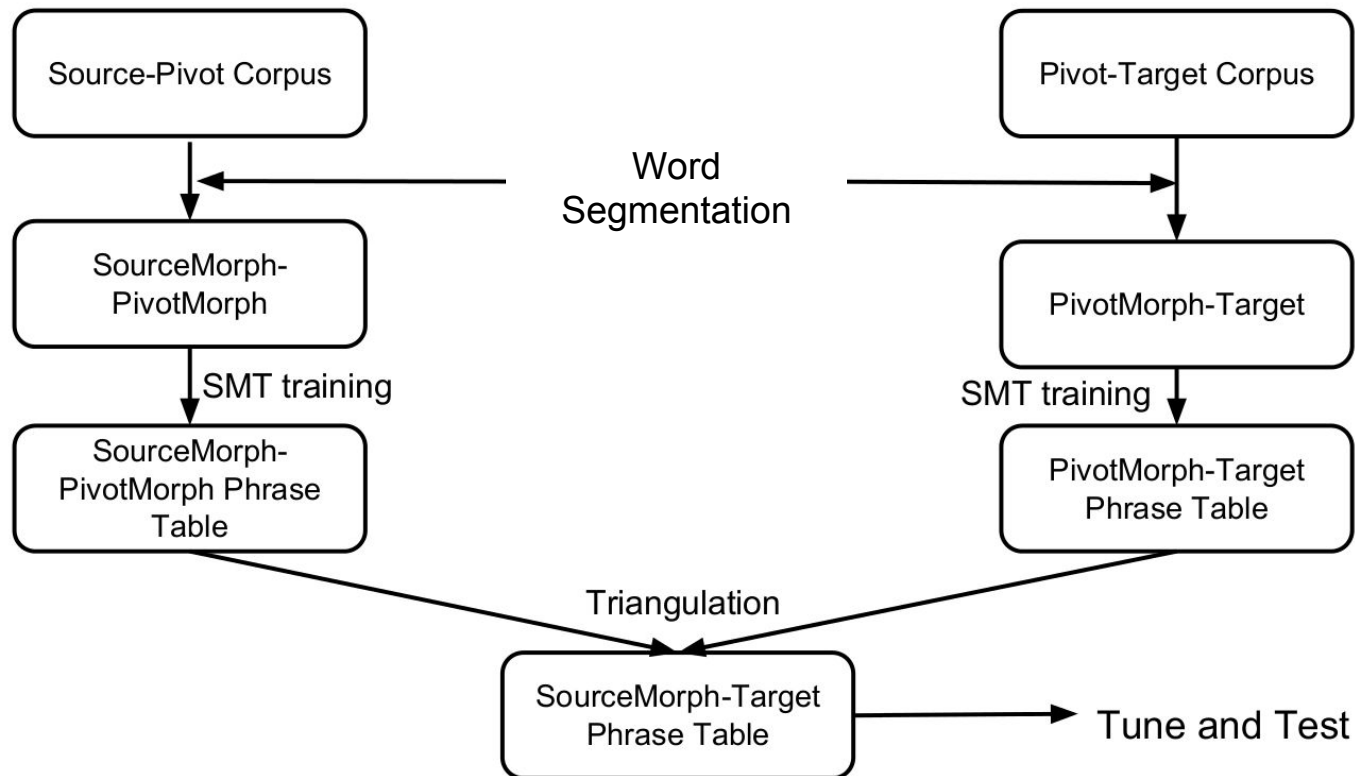 Source-Pivot Corpus
Pivot-Target Corpus
Word
Segmentation
SourceMorph-
PivotMorph
PivotMorph-Target
SMT training
SMT training
SourceMorph-
PivotMorph Phrase
Table
PivotMorph-Target
Phrase Table
Triangulation
SourceMorph-Target
Phrase Table
Tune and Test